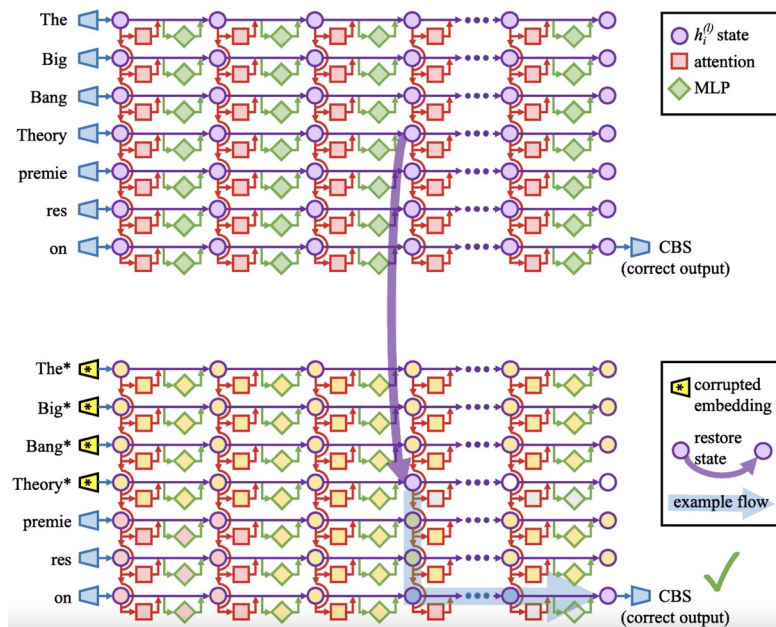 The
Big
Bang
Theory
premie
res
on
CBS
(correct output)
h_i^(l) state
attention
MLP
The*
Big*
Bang*
Theory*
premie
res
on
CBS
(correct output)
* corrupted
embedding
restore
state
example flow